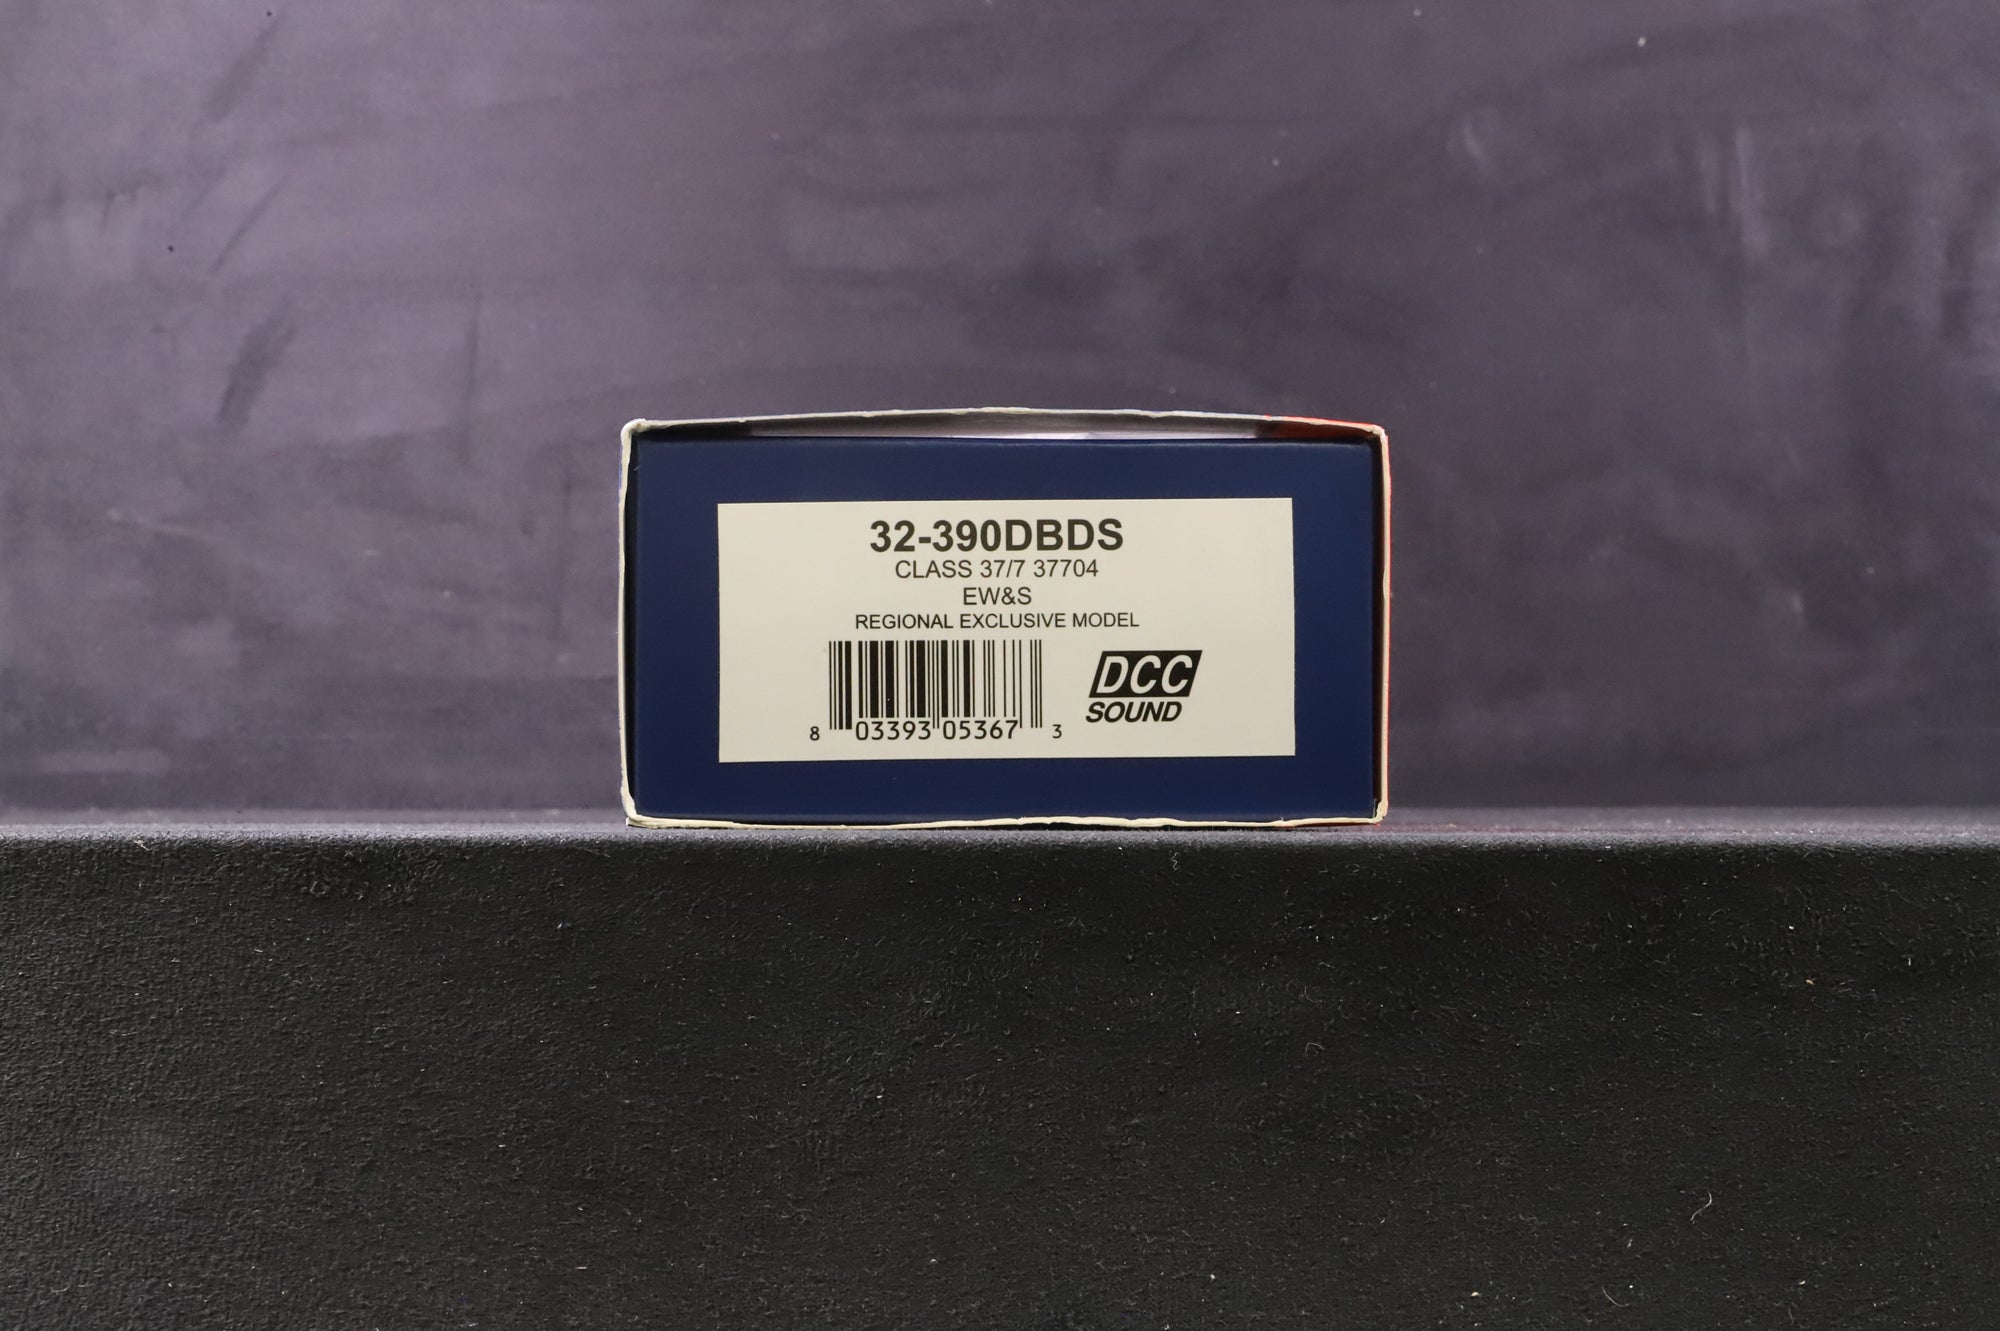 32-390DBDS
CLASS 37/7 37704
EW&S
REGIONAL EXCLUSIVE MODEL
DCC
SOUND
8 03393 05367 3